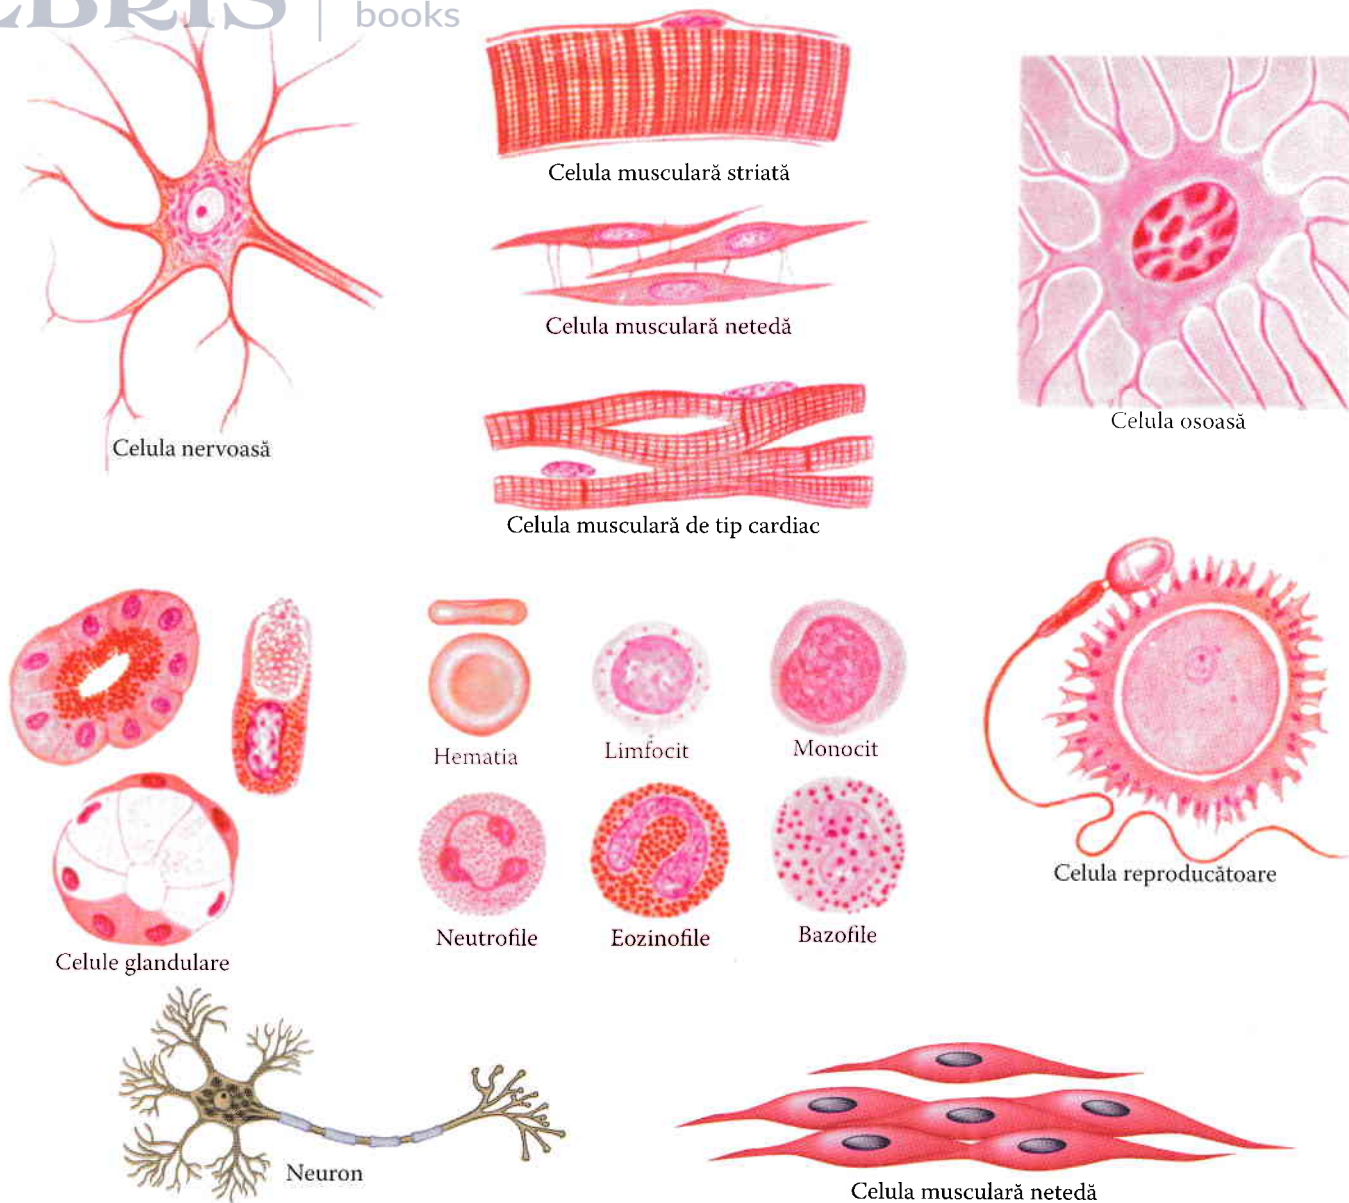 books
Celula musculară striată
Celula musculară netedă
Celula osoasă
Celula nervoasă
Celula musculară de tip cardiac
Hematia
Limfocit
Monocit
Celula reproducătoare
Neutrofile
Eozinofile
Bazofile
Celule glandulare
Neuron
Celula musculară netedă